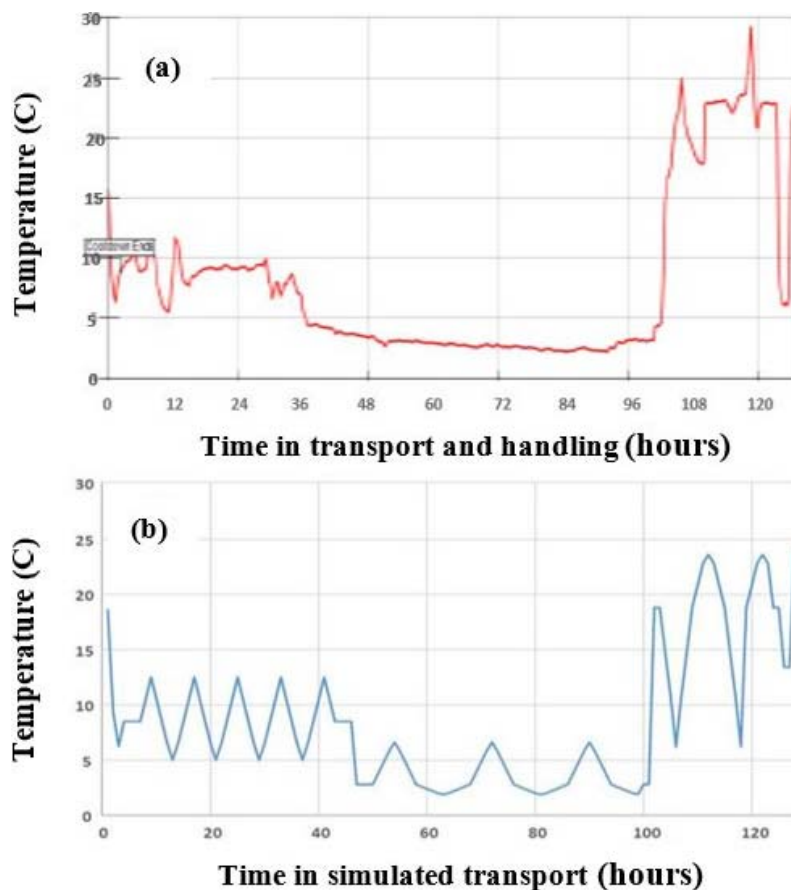 30
(a)
25
20
15
Cooldown Ends
10
5
0
Temperature (C)
0 12 24 36 48 60 72 84 96 108 120
Time in transport and handling (hours)
30
(b)
25
20
15
10
5
0
Temperature (C)
0 20 40 60 80 100 120
Time in simulated transport (hours)